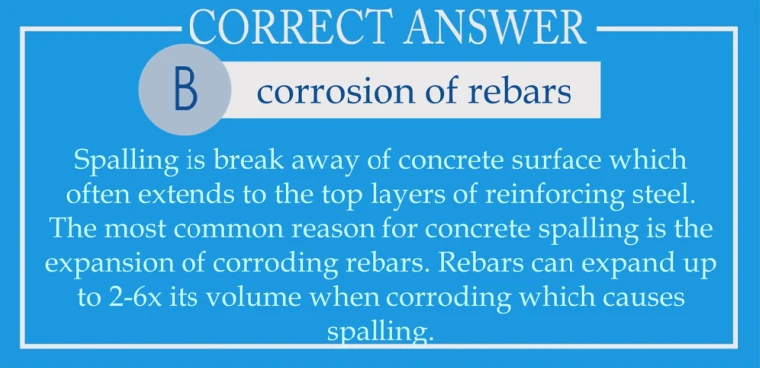 CORRECT ANSWER
B corrosion of rebars
Spalling is break away of concrete surface which
often extends to the top layers of reinforcing steel.
The most common reason for concrete spalling is the
expansion of corroding rebars. Rebars can expand up
to 2-6x its volume when corroding which causes
spalling.